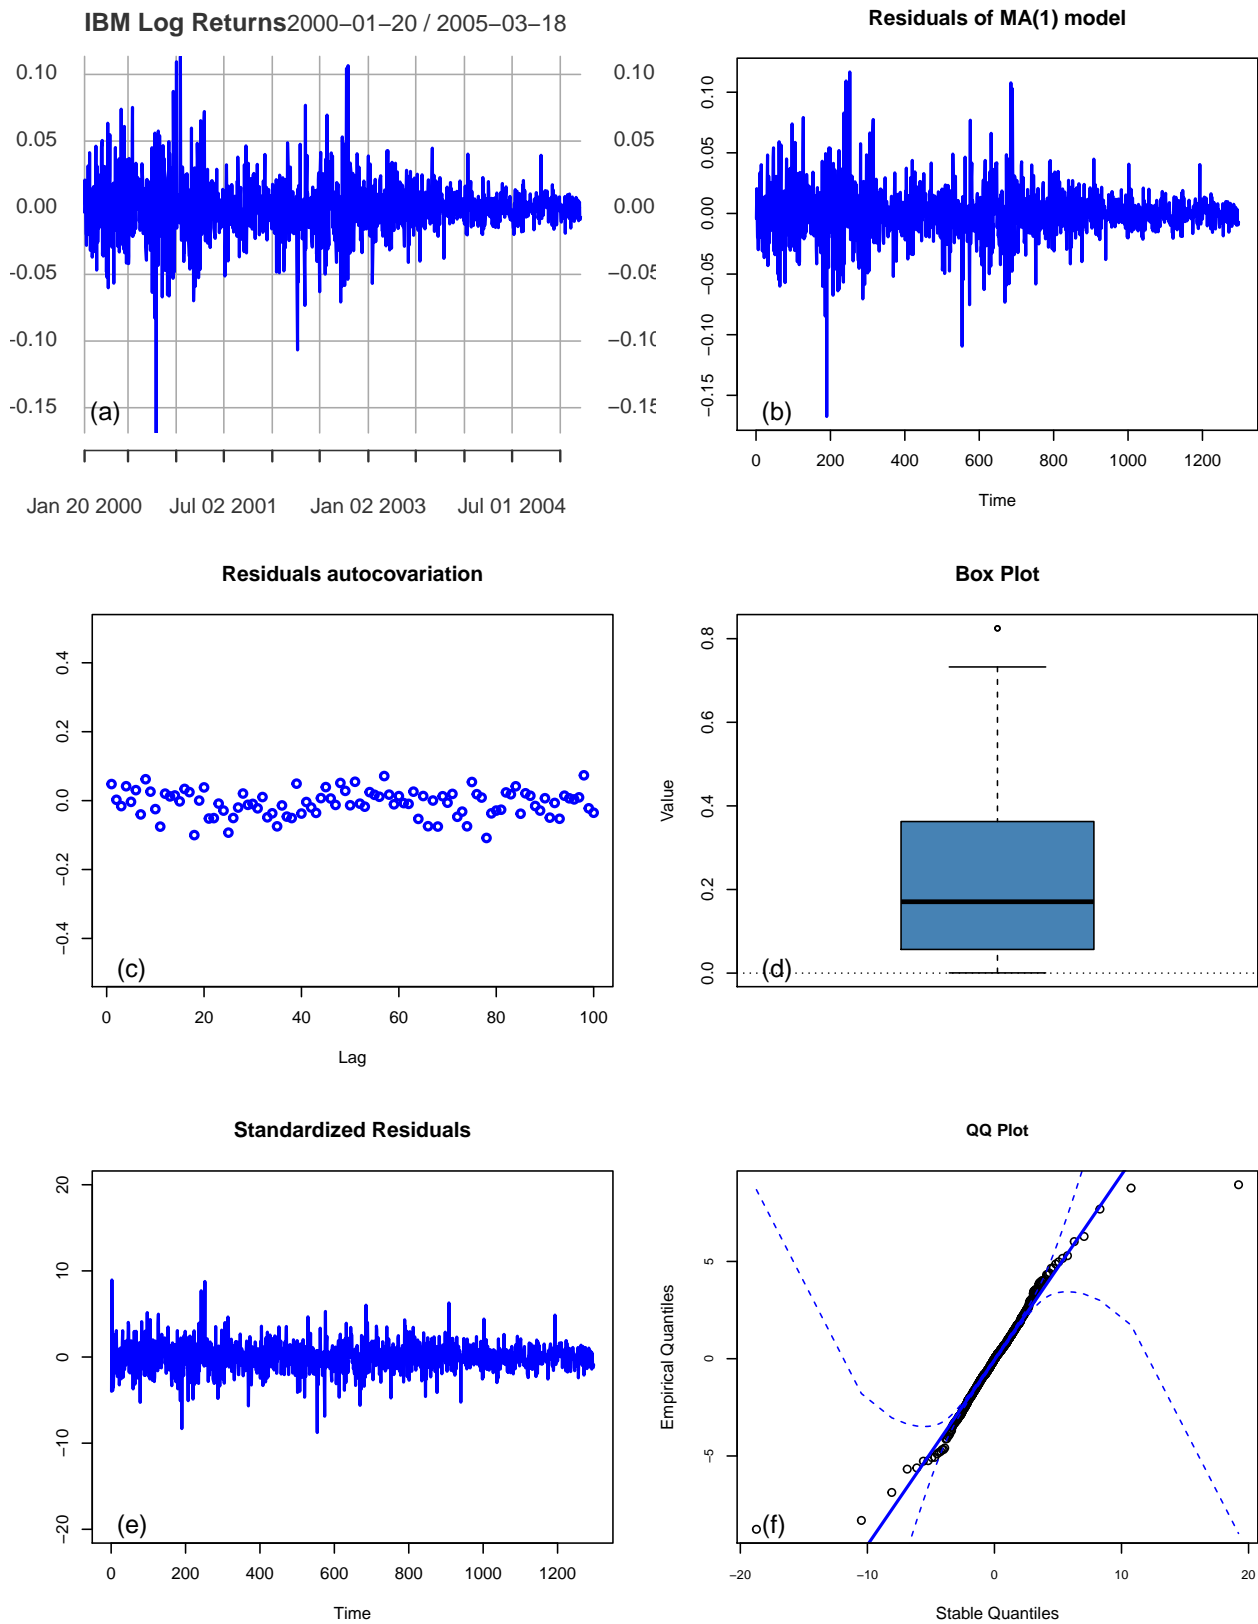 IBM Log Returns 2000−01−20 / 2005−03−18
0.10 0.10
0.05 0.05
0.00 0.00
-0.05 −0.05
-0.10 −0.10
-0.15 −0.15
(a)
Jan 20 2000 Jul 02 2001 Jan 02 2003 Jul 01 2004
Residuals of MA(1) model
0.10
0.05
0.00
−0.05
−0.10
−0.15
(b)
0 200 400 600 800 1000 1200
Time
Residuals autocovariation
0.4
0.2
0.0
−0.2
−0.4
(c)
0 20 40 60 80 100
Lag
Box Plot
Value
0.8
0.6
0.4
0.2
0.0
(d)
Standardized Residuals
20
10
0
−10
−20
(e)
0 200 400 600 800 1000 1200
Time
QQ Plot
Empirical Quantiles
5
0
−5
(f)
−20 −10 0 10 20
Stable Quantiles